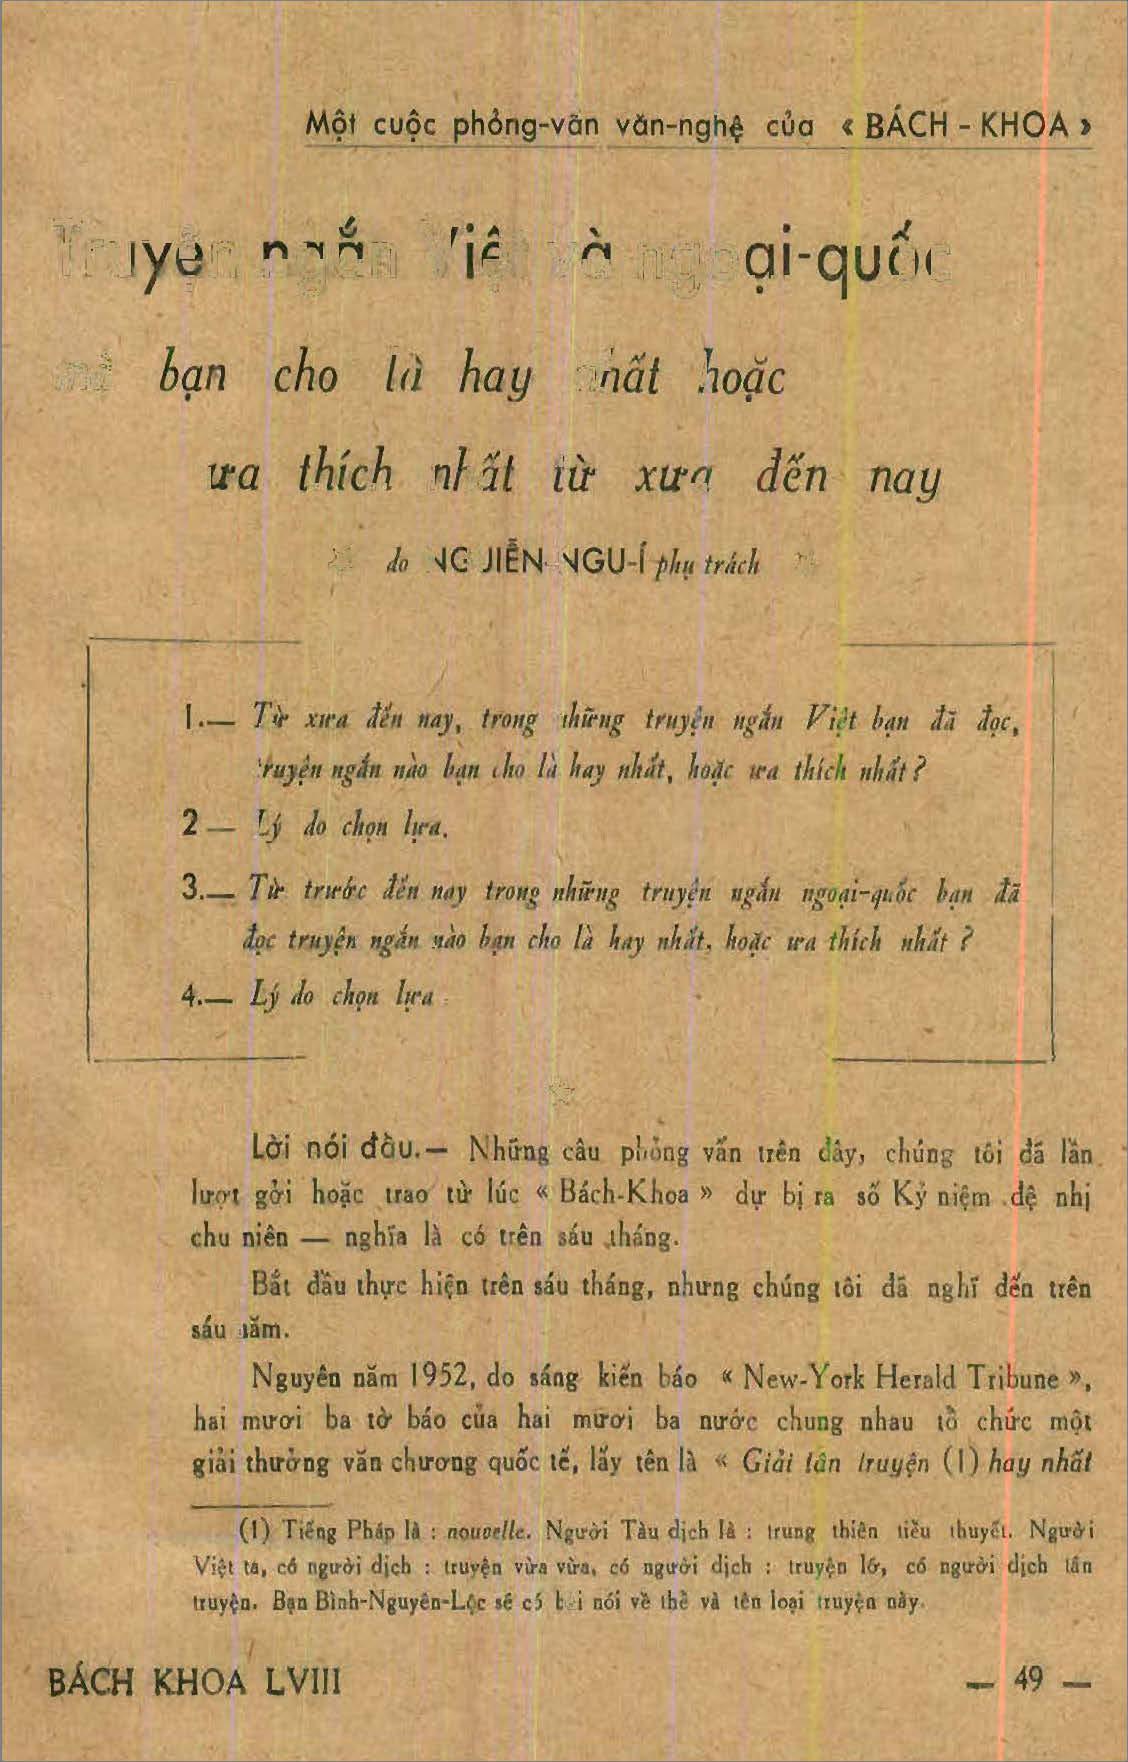 Một cuộc phỏng-vấn văn-nghệ của « BÁCH - KHOA »
Truyện ngắn Việt và ngoại-quốc
mà bạn cho là hay nhất hoặc
ưa thích nhất từ xưa đến nay
do NGUIỄN-NGU-Í phụ trách
1.— Từ xưa đến nay, trong những truyện ngắn Việt bạn đã đọc,
truyện ngắn nào bạn cho là hay nhất, hoặc ưa thích nhất ?
2 — Lý do chọn lựa.
3.— Từ trước đến nay trong những truyện ngắn ngoại-quốc bạn đã
đọc truyện ngắn nào bạn cho là hay nhất, hoặc ưa thích nhất ?
4.— Lý do chọn lựa
Lời nói đầu.— Những câu phỏng vấn trên đây, chúng tôi đã lần
lượt gởi hoặc trao từ lúc « Bách-Khoa » dự bị ra số Kỷ niệm đệ nhị
chu niên — nghĩa là có trên sáu tháng.
Bắt đầu thực hiện trên sáu tháng, nhưng chúng tôi đã nghĩ đến trên
sáu năm.
Nguyên năm 1952, do sáng kiến báo « New-York Herald Tribune »,
hai mươi ba tờ báo của hai mươi ba nước chung nhau tổ chức một
giải thưởng văn chương quốc tế, lấy tên là « Giải tân truyện (1) hay nhất
(1) Tiếng Pháp là : nouvelle. Người Tàu dịch là : trung thiên tiểu thuyết. Người
Việt ta, có người dịch : truyện vừa vừa, có người dịch : truyện lớ, có người dịch tân
truyện. Bạn Bình-Nguyên-Lộc sẽ có bài nói về thể và tên loại truyện này.
BÁCH KHOA LVIII
— 49 —